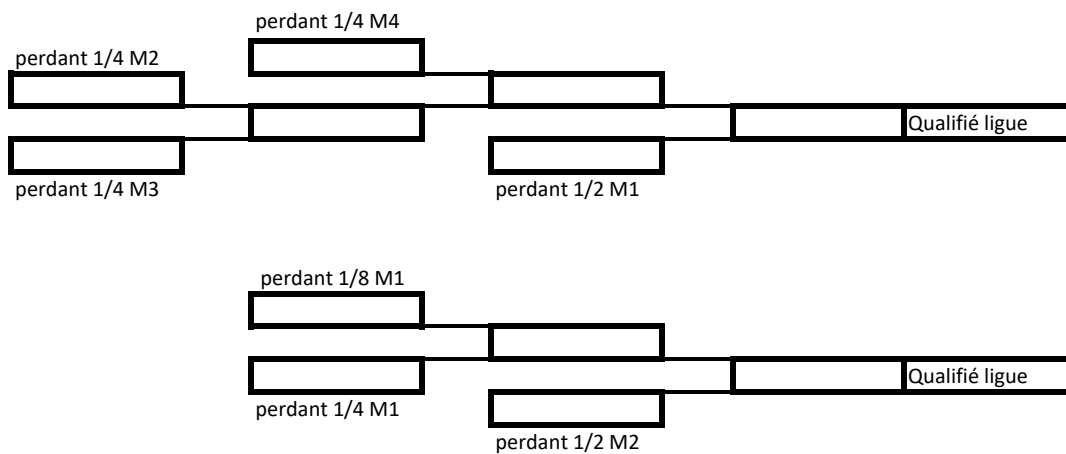 perdant 1/4 M4
perdant 1/4 M2
Qualifié ligue
perdant 1/4 M3
perdant 1/2 M1
perdant 1/8 M1
Qualifié ligue
perdant 1/4 M1
perdant 1/2 M2